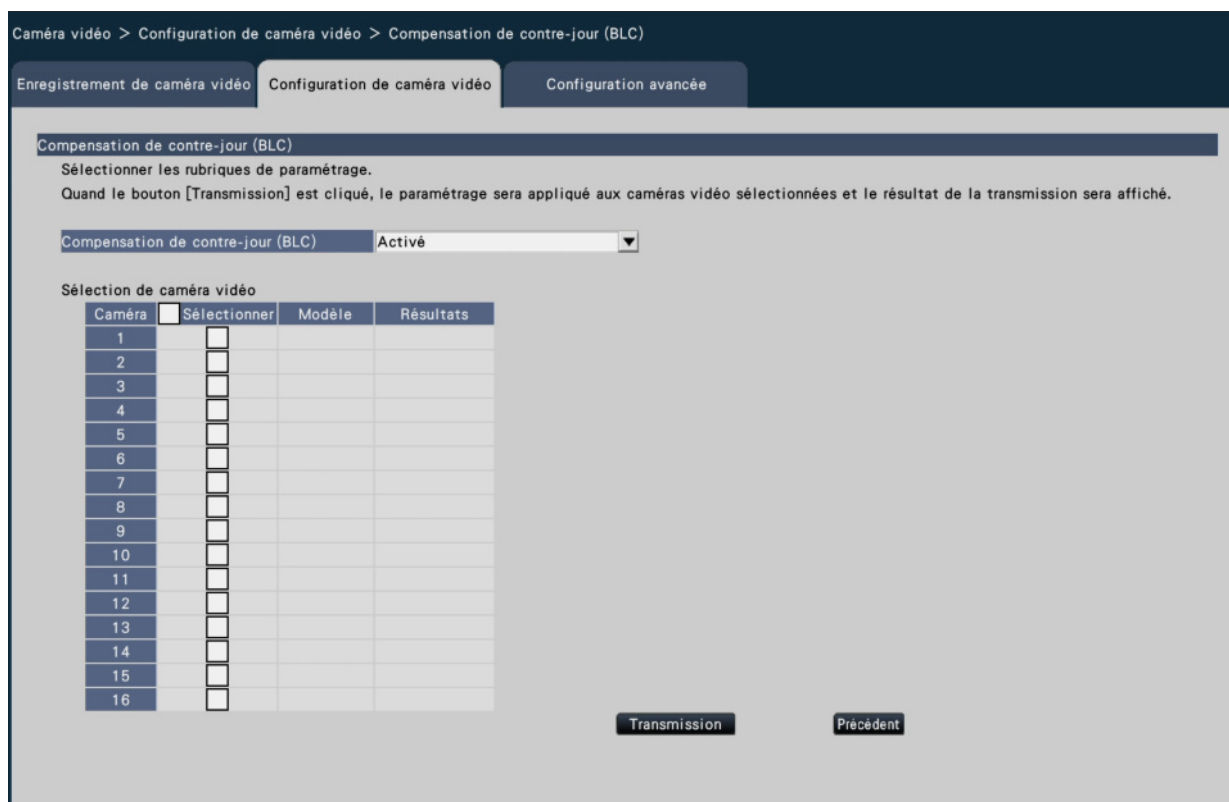 Caméra vidéo > Configuration de caméra vidéo > Compensation de contre-jour (BLC)
Enregistrement de caméra vidéo Configuration de caméra vidéo Configuration avancée
Compensation de contre-jour (BLC)
Sélectionner les rubriques de paramétrage.
Quand le bouton [Transmission] est cliqué, le paramétrage sera appliqué aux caméras vidéo sélectionnées et le résultat de la transmission sera affiché.
Compensation de contre-jour (BLC) Activé
Sélection de caméra vidéo
Caméra Sélectionner Modèle Résultats
1
2
3
4
5
6
7
8
9
10
11
12
13
14
15
16
Transmission Précédent